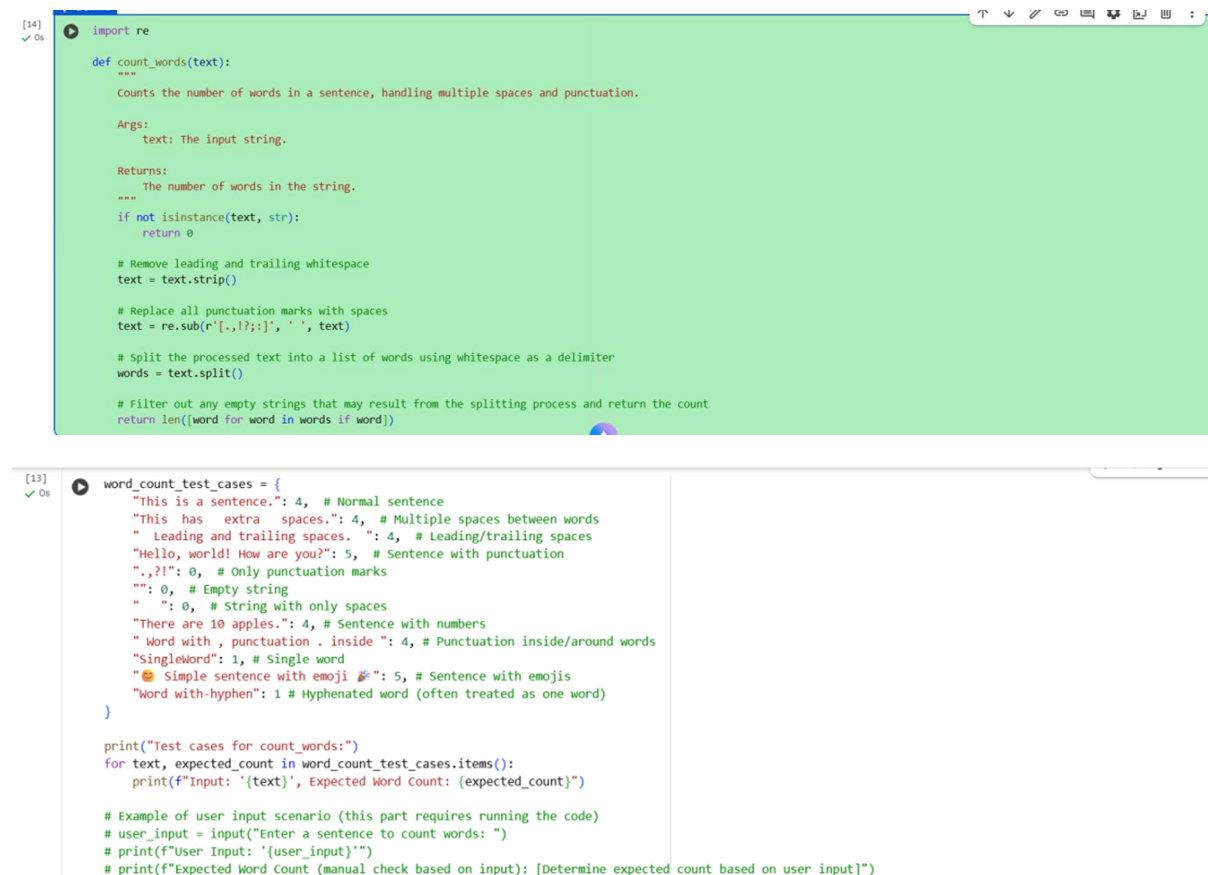 [14]
0s
import re
def count_words(text):
"""
Counts the number of words in a sentence, handling multiple spaces and punctuation.
Args:
text: The input string.
Returns:
The number of words in the string.
"""
if not isinstance(text, str):
return 0
# Remove leading and trailing whitespace
text = text.strip()
# Replace all punctuation marks with spaces
text = re.sub(r'[.,!?;:]', ' ', text)
# Split the processed text into a list of words using whitespace as a delimiter
words = text.split()
# Filter out any empty strings that may result from the splitting process and return the count
return len([word for word in words if word])
[13]
0s
word_count_test_cases = {
"This is a sentence.": 4,  # Normal sentence
"This  has   extra   spaces.": 4,  # Multiple spaces between words
"  Leading and trailing spaces.  ": 4,  # Leading/trailing spaces
"Hello, world! How are you?": 5,  # Sentence with punctuation
".,?!": 0,  # Only punctuation marks
"": 0,  # Empty string
"   ": 0,  # String with only spaces
"There are 10 apples.": 4, # Sentence with numbers
" Word with , punctuation . inside ": 4, # Punctuation inside/around words
"SingleWord": 1, # Single word
"😊 Simple sentence with emoji 🎉": 5, # Sentence with emojis
"Word with-hyphen": 1 # Hyphenated word (often treated as one word)
}
print("Test cases for count_words:")
for text, expected_count in word_count_test_cases.items():
print(f"Input: '{text}', Expected Word Count: {expected_count}")
# Example of user input scenario (this part requires running the code)
# user_input = input("Enter a sentence to count words: ")
# print(f"User Input: '{user_input}'")
# print(f"Expected Word Count (manual check based on input): [Determine expected count based on user input]")